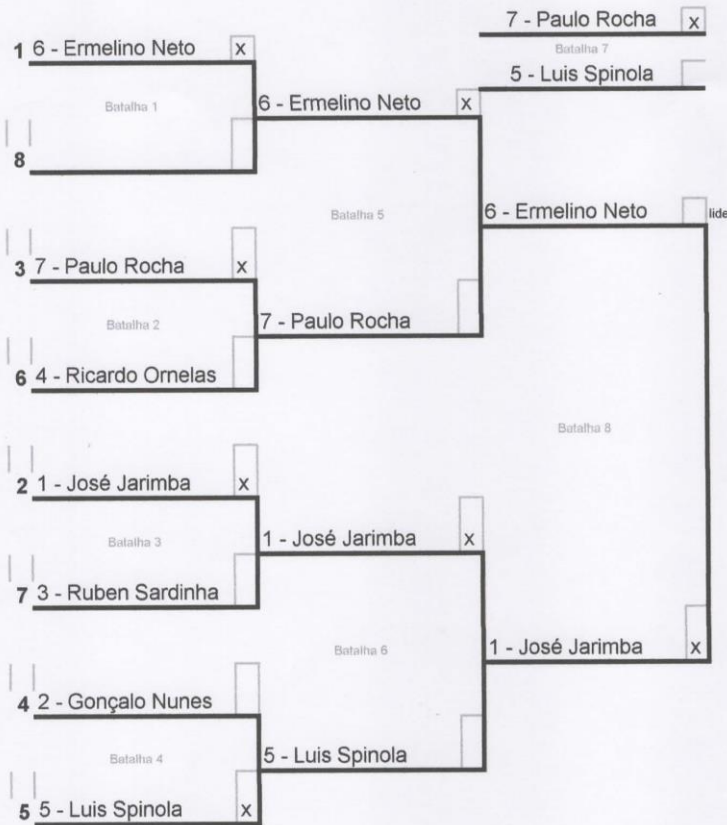 7 - Paulo Rocha x
Batalha 7
5 - Luis Spinola
1 6 - Ermelino Neto x
Batalha 1
8
6 - Ermelino Neto x
Batalha 5
7 - Paulo Rocha
3 7 - Paulo Rocha x
Batalha 2
6 4 - Ricardo Ornelas
6 - Ermelino Neto
Batalha 8
1 - José Jarimba x
2 1 - José Jarimba x
Batalha 3
7 3 - Ruben Sardinha
1 - José Jarimba x
Batalha 6
5 - Luis Spinola
4 2 - Gonçalo Nunes
Batalha 4
5 5 - Luis Spinola x